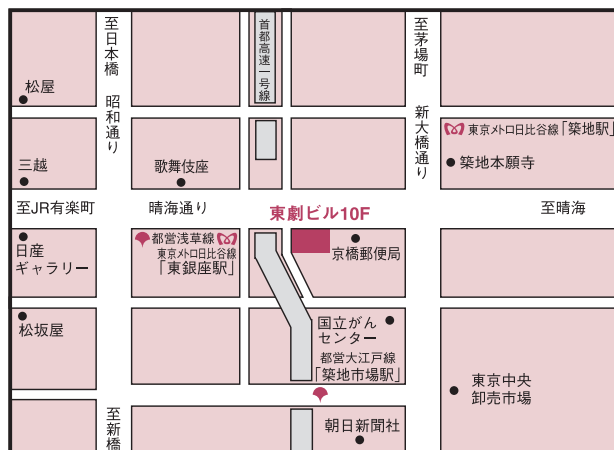 至日本橋
首都高速一号線
至茅場町
松屋
昭和通り
新大橋通り
東京メトロ日比谷線「築地駅」
三越
歌舞伎座
築地本願寺
至JR有楽町
晴海通り
東劇ビル10F
至晴海
日産
ギャラリー
都営浅草線
東京メトロ日比谷線
「東銀座駅」
京橋郵便局
松坂屋
国立がん
センター
都営大江戸線
「築地市場駅」
東京中央
卸売市場
至新橋
朝日新聞社